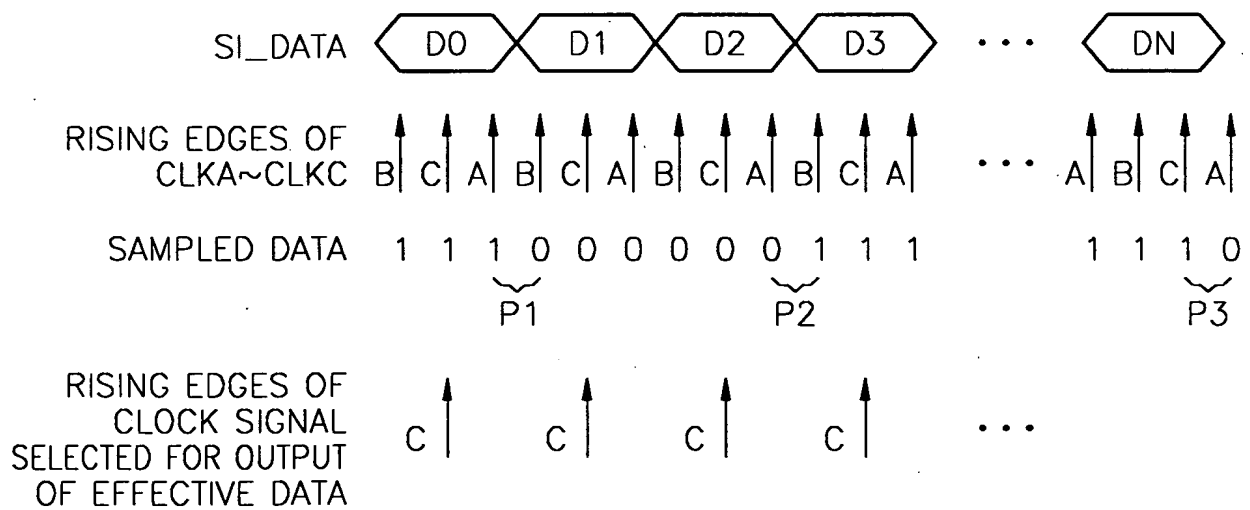 SI_DATA D0 D1 D2 D3 ... DN
RISING EDGES OF
CLKA~CLKC B C A B C A B C A B C A ... A B C A
SAMPLED DATA 1 1 1 0 0 0 0 0 0 1 1 1 1 1 1 0
P1 P2 P3
RISING EDGES OF
CLOCK SIGNAL
SELECTED FOR OUTPUT C C C C ...
OF EFFECTIVE DATA